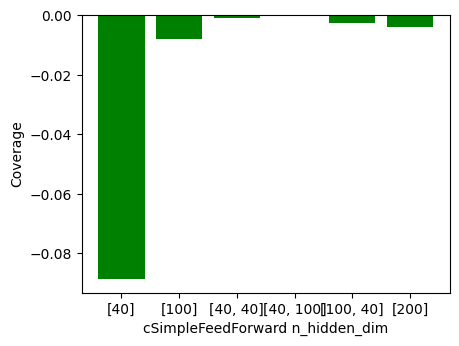 0.00
−0.02
−0.04
−0.06
−0.08
Coverage
[40] [100] [40, 40] [40, 100] [100, 40] [200]
cSimpleFeedForward n_hidden_dim